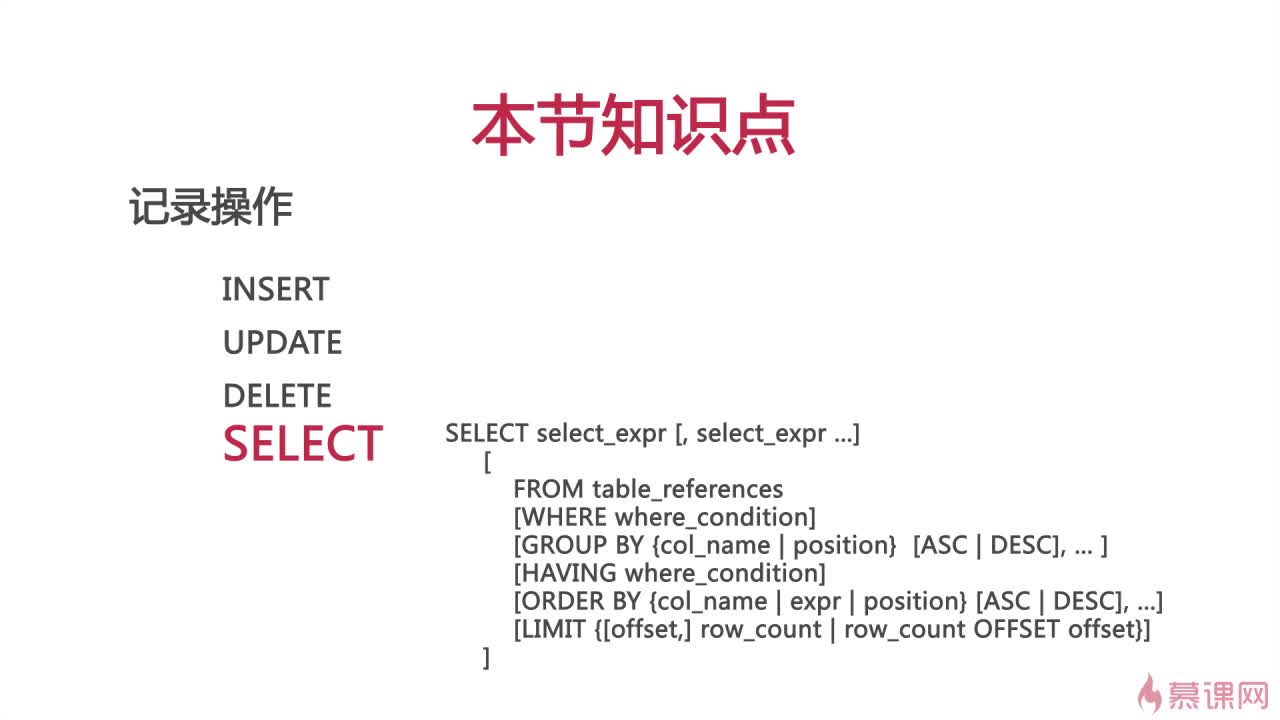 本节知识点
记录操作
INSERT
UPDATE
DELETE
SELECT
SELECT select_expr [, select_expr ...]
[
FROM table_references
[WHERE where_condition]
[GROUP BY {col_name | position} [ASC | DESC], ... ]
[HAVING where_condition]
[ORDER BY {col_name | expr | position} [ASC | DESC], ...]
[LIMIT {[offset,] row_count | row_count OFFSET offset}]
]
慕课网